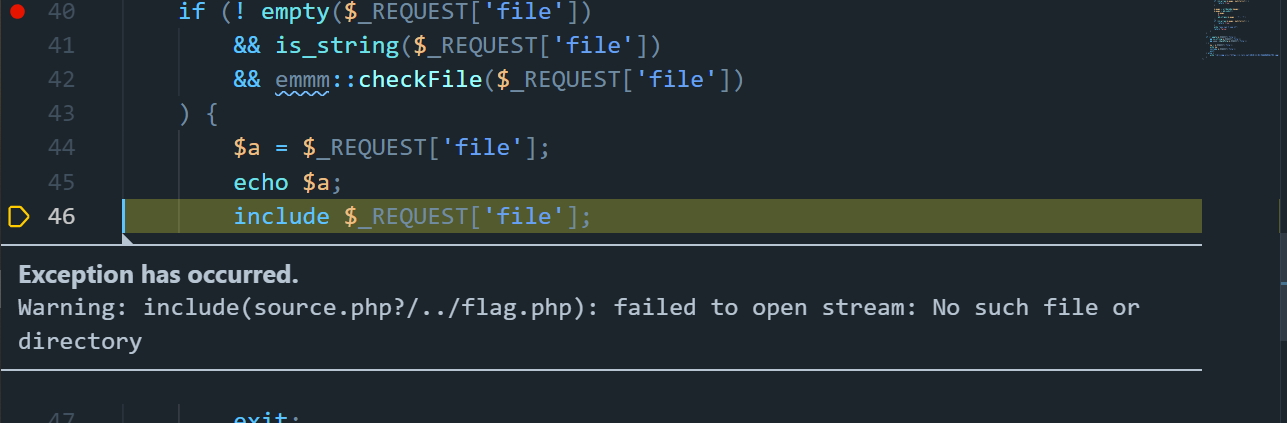 40 if (! empty($_REQUEST['file'])
41 && is_string($_REQUEST['file'])
42 && emmm::checkFile($_REQUEST['file'])
43 ) {
44 $a = $_REQUEST['file'];
45 echo $a;
46 include $_REQUEST['file'];
Exception has occurred.
Warning: include(source.php?/../flag.php): failed to open stream: No such file or
directory
47 exit;